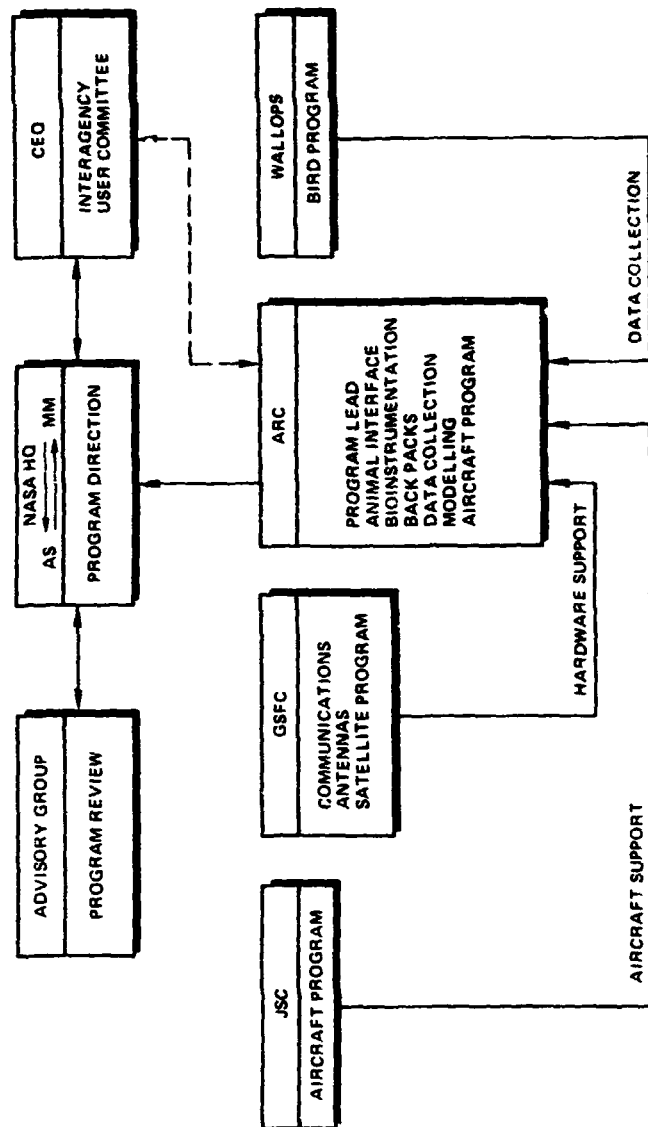 ADVISORY GROUP
PROGRAM REVIEW
NASA HQ
AS MM
PROGRAM DIRECTION
CEQ
INTERAGENCY
USER COMMITTEE
JSC
AIRCRAFT PROGRAM
GSFC
COMMUNICATIONS
ANTENNAS
SATELLITE PROGRAM
ARC
PROGRAM LEAD
ANIMAL INTERFACE
BIOINSTRUMENTATION
BACK PACKS
DATA COLLECTION
MODELLING
AIRCRAFT PROGRAM
WALLOPS
BIRD PROGRAM
HARDWARE SUPPORT
AIRCRAFT SUPPORT
DATA COLLECTION